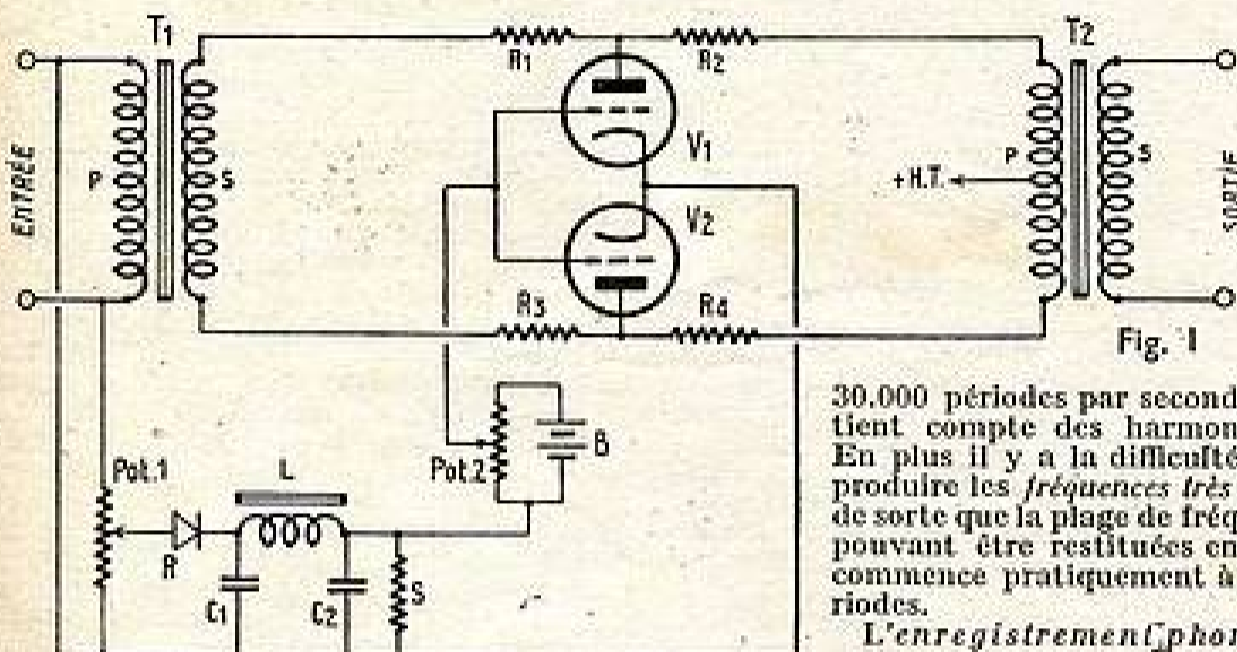 T1
T2
R1
R2
ENTRÉE
P
S
V1
V2
+H.T.
P
S
SORTIE
R3
R4
Fig. 1
Pot.1
L
Pot.2
B
R
C1
C2
S
30.000 périodes par second
tient compte des harmon
En plus il y a la difficulté
produire les fréquences très
de sorte que la plage de fréq
pouvant être restituées en
commence pratiquement à
riodes.
L'enregistrement phon